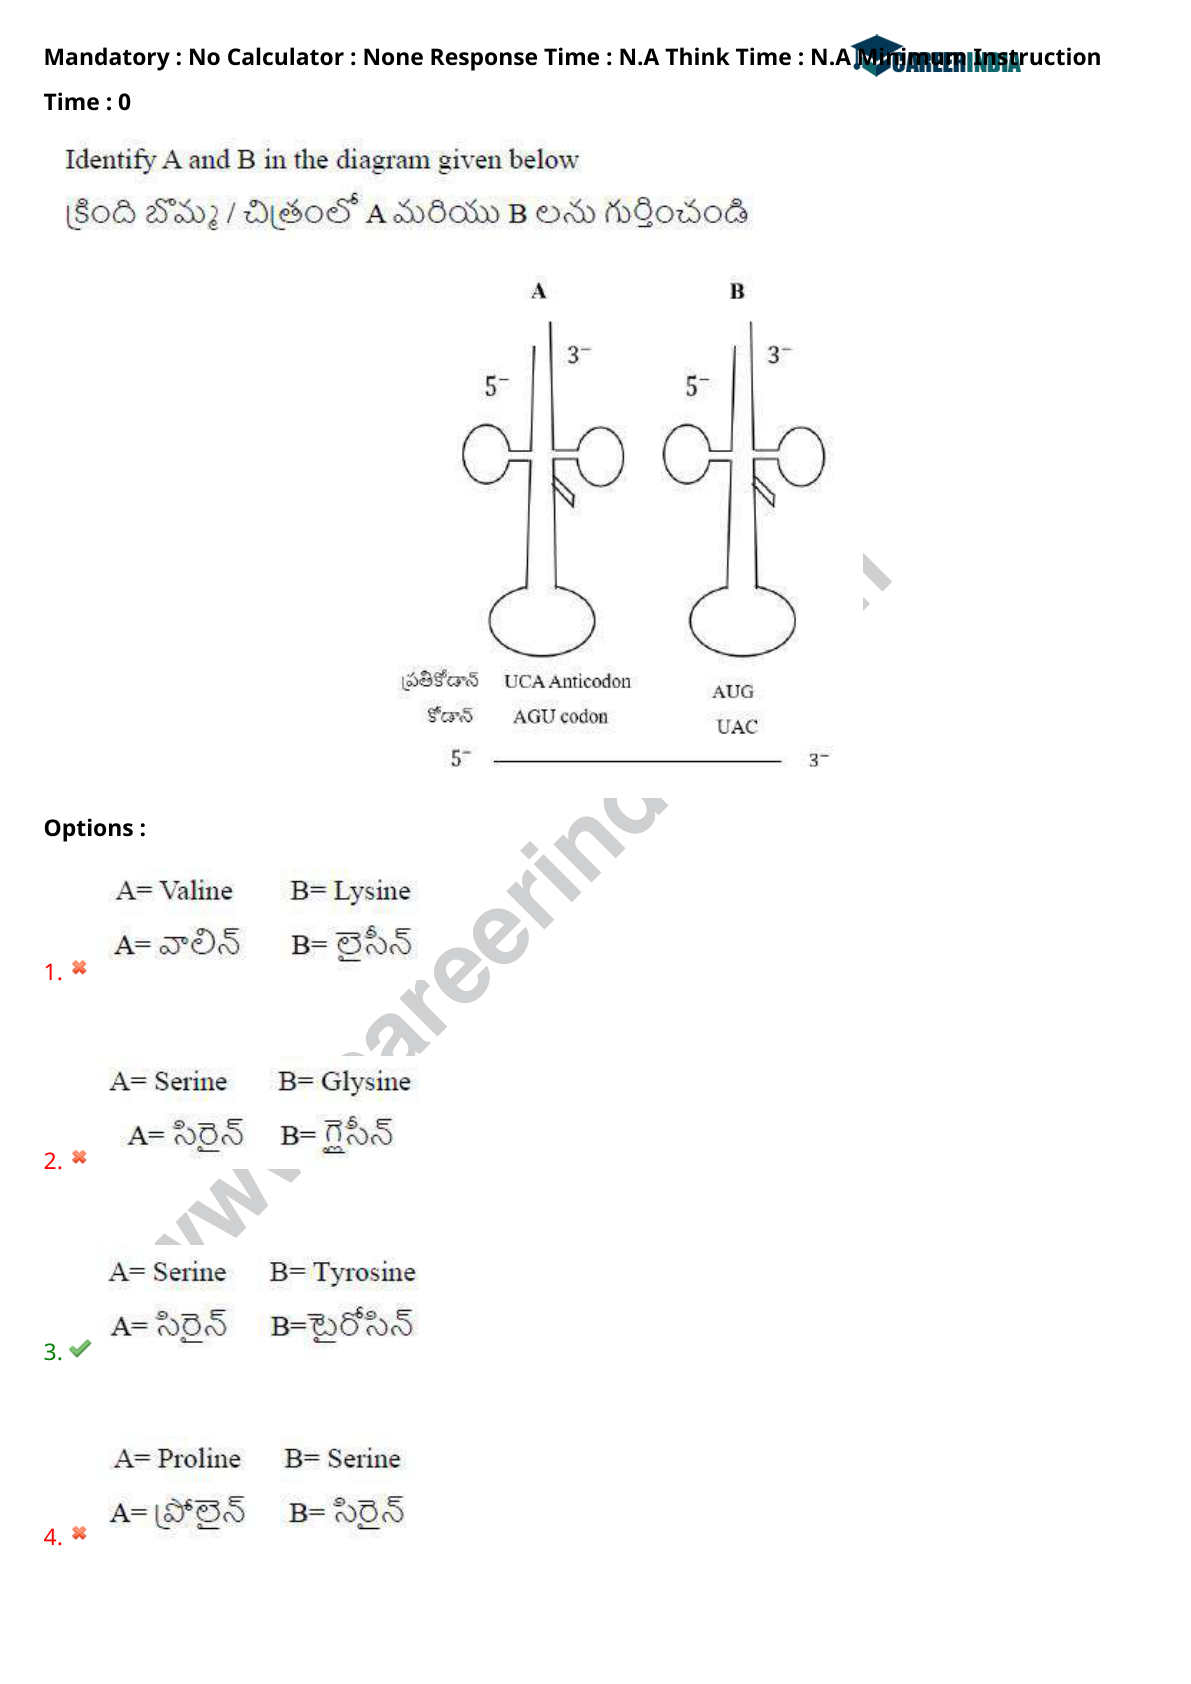 Mandatory : No Calculator : None Response Time : N.A Think Time : N.A Minimum Instruction
CAREERINDIA
Time : 0
Identify A and B in the diagram given below
క్రింది బొమ్మ / చిత్రంలో A మరియు B లను గుర్తించండి
A B
3⁻ 3⁻
5⁻ 5⁻
ప్రతికోడాన్ UCA Anticodon AUG
కోడాన్ AGU codon UAC
5⁻ 3⁻
Options :
A= Valine B= Lysine
A= వాలిన్ B= లైసీన్
1.
A= Serine B= Glysine
A= సిరైన్ B= గ్లైసీన్
2.
A= Serine B= Tyrosine
A= సిరైన్ B=టైరోసిన్
3.
A= Proline B= Serine
A= ప్రోలైన్ B= సిరైన్
4.